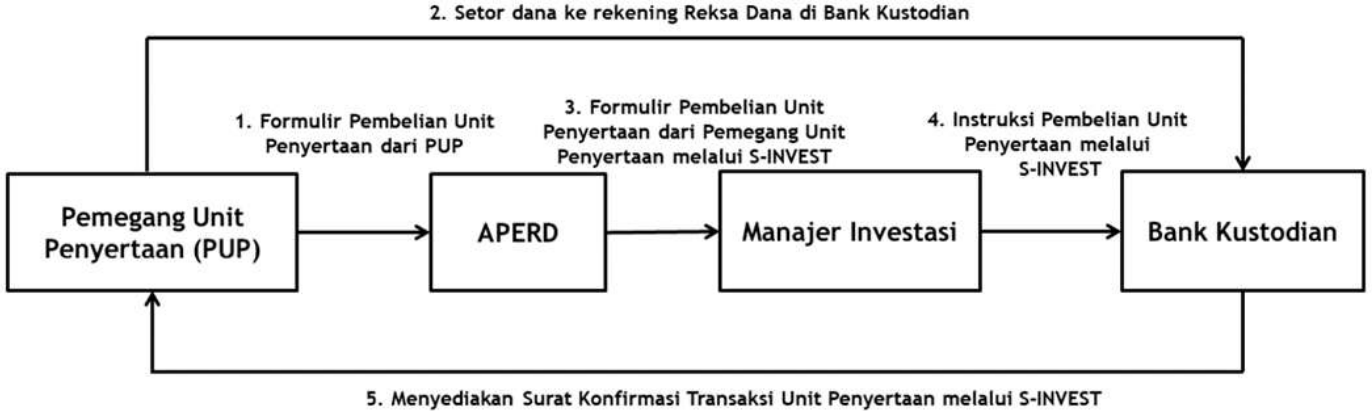 2. Setor dana ke rekening Reksa Dana di Bank Kustodian
1. Formulir Pembelian Unit
Penyertaan dari PUP
3. Formulir Pembelian Unit
Penyertaan dari Pemegang Unit
Penyertaan melalui S-INVEST
4. Instruksi Pembelian Unit
Penyertaan melalui
S-INVEST
Pemegang Unit
Penyertaan (PUP)
APERD
Manajer Investasi
Bank Kustodian
5. Menyediakan Surat Konfirmasi Transaksi Unit Penyertaan melalui S-INVEST